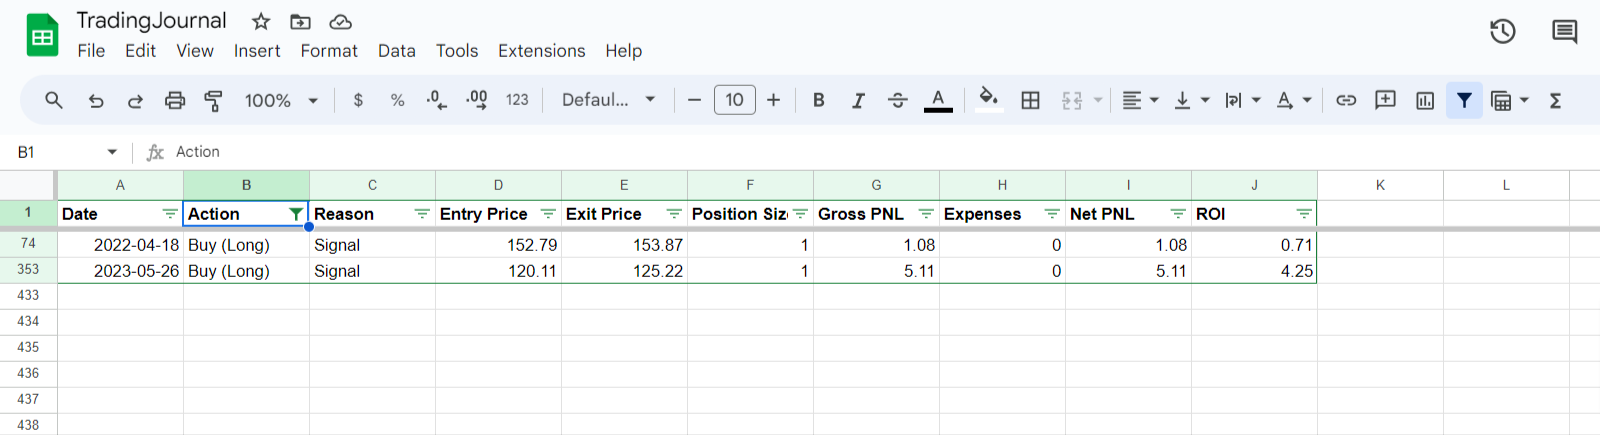 TradingJournal
File Edit View Insert Format Data Tools Extensions Help
100% $ % .0 .00 123 Defaul... 10 B I S A
B1 fx Action
A B C D E F G H I J K L
1 Date Action Reason Entry Price Exit Price Position Siz Gross PNL Expenses Net PNL ROI
74 2022-04-18 Buy (Long) Signal 152.79 153.87 1 1.08 0 1.08 0.71
353 2023-05-26 Buy (Long) Signal 120.11 125.22 1 5.11 0 5.11 4.25
433
434
435
436
437
438